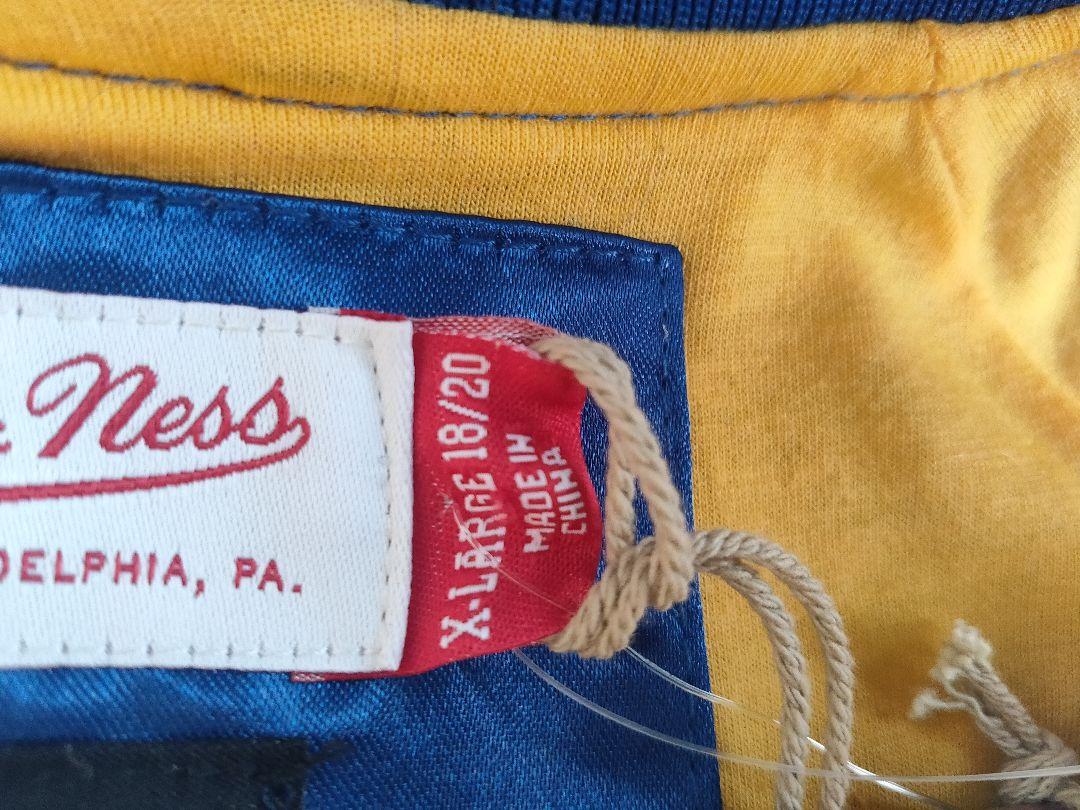 Ness
DELPHIA, PA.
X-LARGE 18/20
MADE IN
CHINA